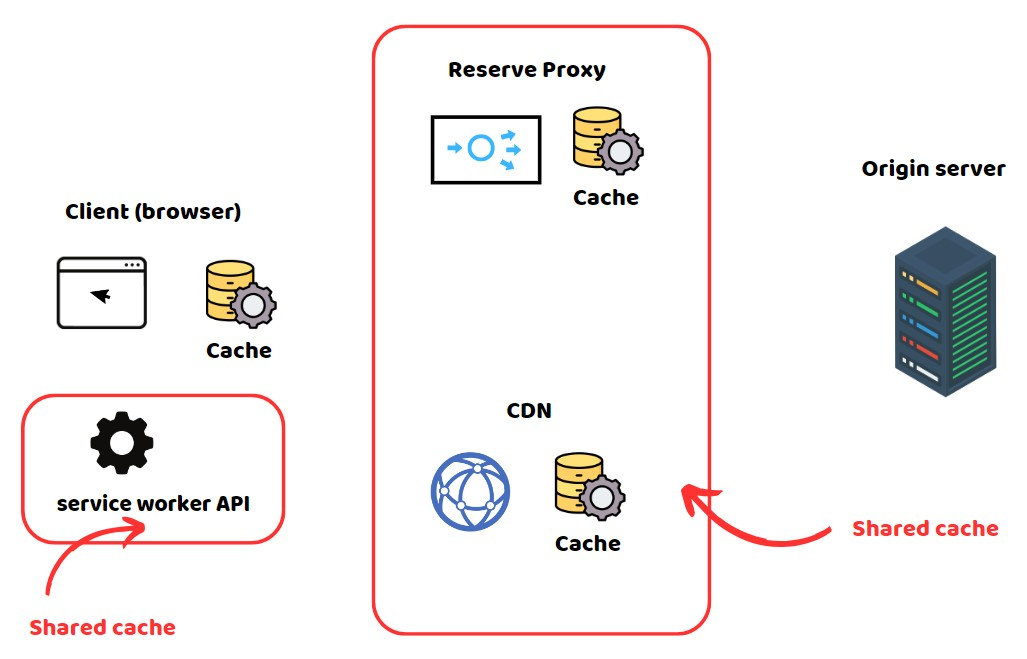 Reserve Proxy
Cache
Origin server
Client (browser)
Cache
CDN
service worker API
Cache
Shared cache
Shared cache